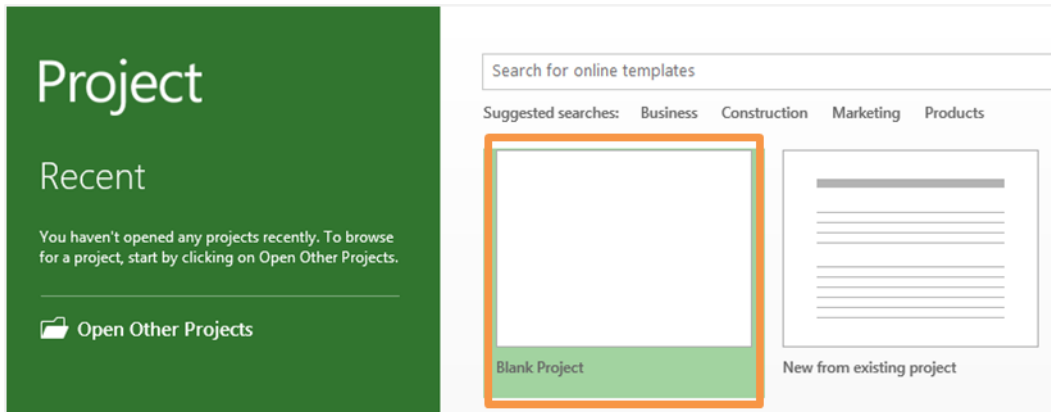 Project
Recent
You haven't opened any projects recently. To browse
for a project, start by clicking on Open Other Projects.
Open Other Projects
Search for online templates
Suggested searches: Business Construction Marketing Products
Blank Project
New from existing project